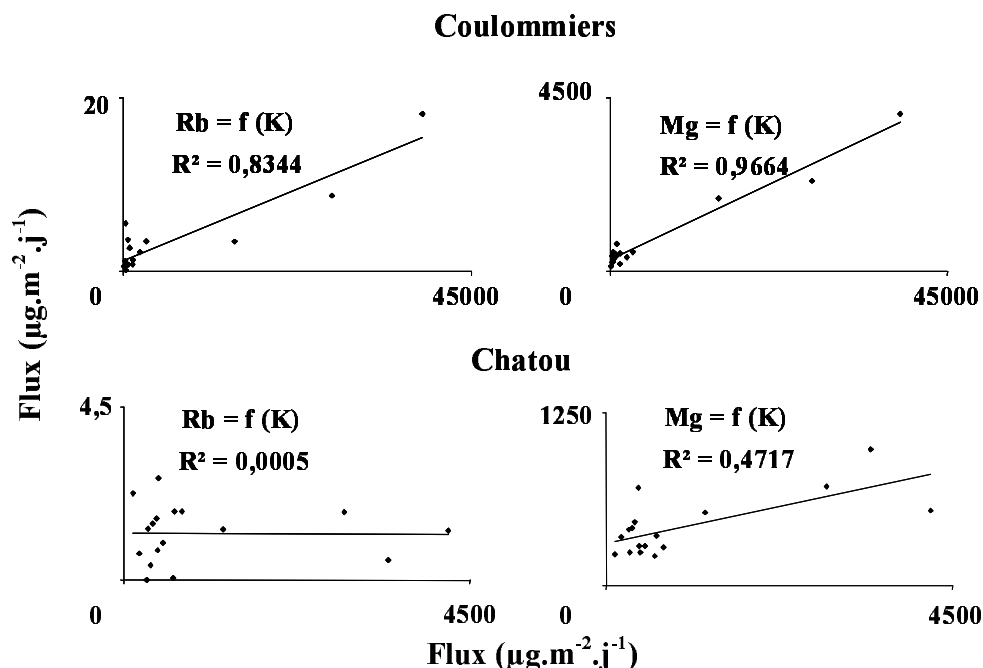 Coulommiers
20
Rb = f (K)
R² = 0,8344
0
45000
4500
Mg = f (K)
R² = 0,9664
0
45000
Flux (µg.m⁻².j⁻¹)
Chatou
4,5
Rb = f (K)
R² = 0,0005
0
4500
1250
Mg = f (K)
R² = 0,4717
0
4500
Flux (µg.m⁻².j⁻¹)